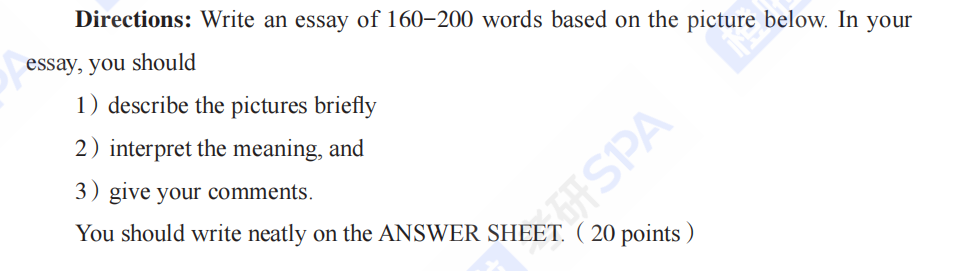 Directions: Write an essay of 160-200 words based on the picture below. In your
essay, you should
1）describe the pictures briefly
2）interpret the meaning, and
3）give your comments.
You should write neatly on the ANSWER SHEET.（20 points）
考研SPA